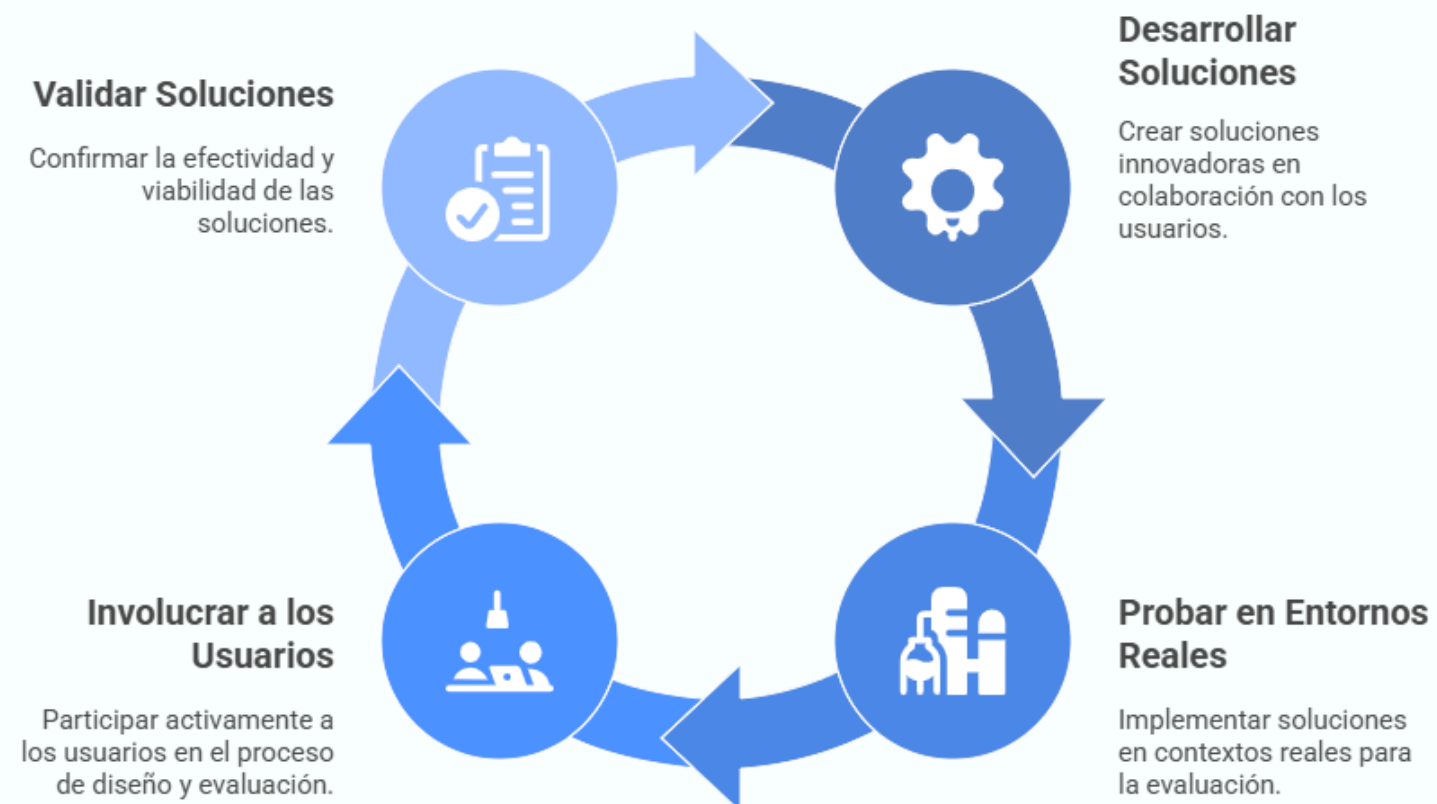 Validar Soluciones
Confirmar la efectividad y
viabilidad de las
soluciones.
Desarrollar
Soluciones
Crear soluciones
innovadoras en
colaboración con los
usuarios.
Involucrar a los
Usuarios
Participar activamente a
los usuarios en el proceso
de diseño y evaluación.
Probar en Entornos
Reales
Implementar soluciones
en contextos reales para
la evaluación.